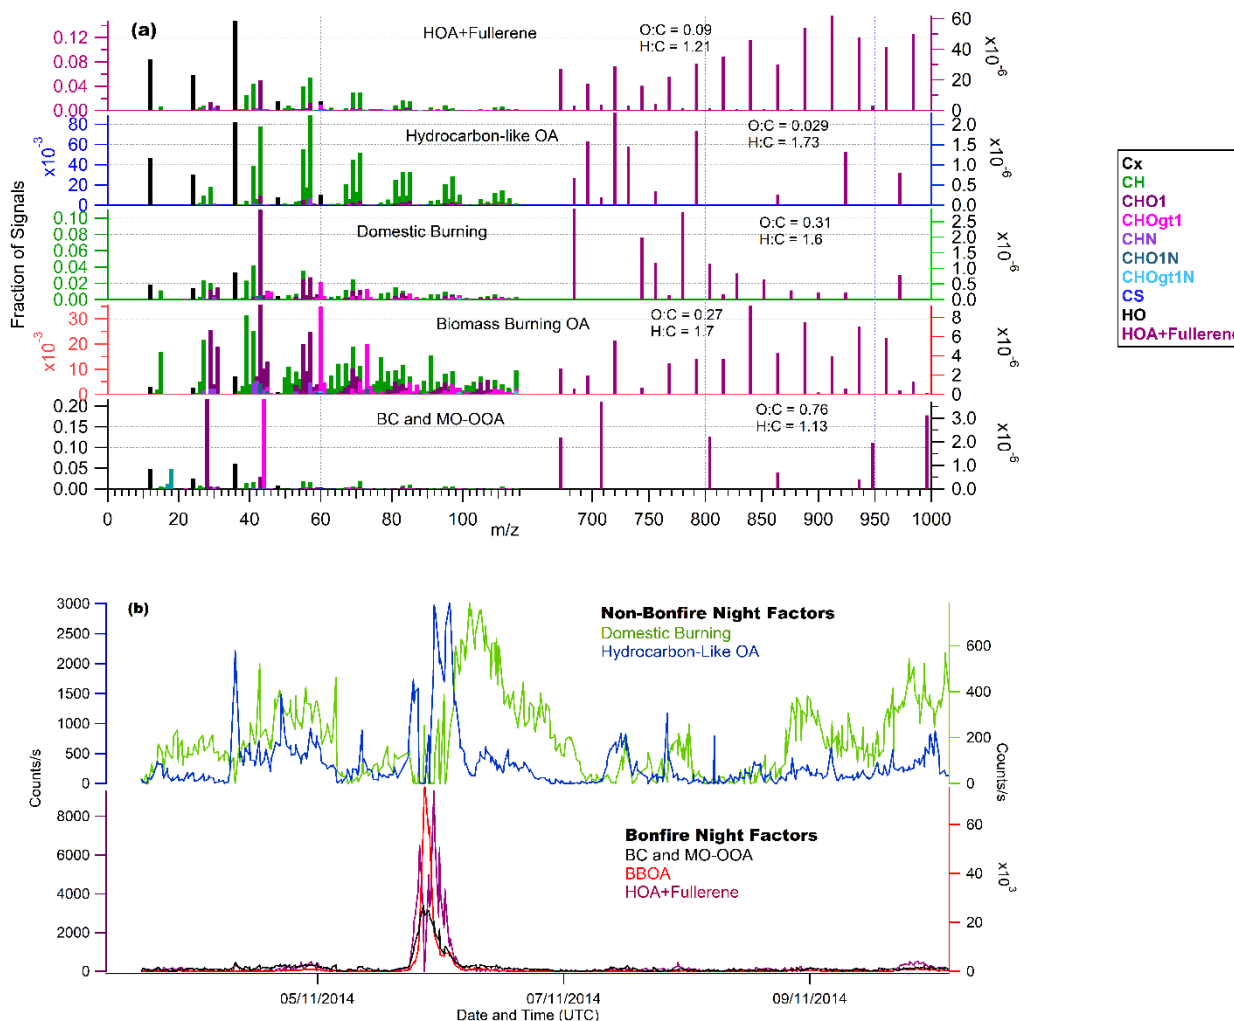 (a)
HOA+Fullerene
O:C = 0.09
H:C = 1.21
0.12
0.08
0.04
0.00
60
40
20
0
x10⁻⁶
Hydrocarbon-like OA
O:C = 0.029
H:C = 1.73
80
60
40
20
0
x10⁻³
2.0
1.5
1.0
0.5
0.0
x10⁻⁶
Domestic Burning
O:C = 0.31
H:C = 1.6
0.10
0.08
0.06
0.04
0.02
0.00
2.5
2.0
1.5
1.0
0.5
0.0
x10⁻⁶
Biomass Burning OA
O:C = 0.27
H:C = 1.7
30
20
10
0
x10⁻³
8
6
4
2
0
x10⁻⁶
BC and MO-OOA
O:C = 0.76
H:C = 1.13
0.20
0.15
0.10
0.05
0.00
3.0
2.0
1.0
0.0
x10⁻⁶
Fraction of Signals
0 20 40 60 80 100 700 750 800 850 900 950 1000
m/z
Cx
CH
CHO1
CHOgt1
CHN
CHO1N
CHOgt1N
CS
HO
HOA+Fullerene
(b)
Non-Bonfire Night Factors
Domestic Burning
Hydrocarbon-Like OA
3000
2500
2000
1500
1000
500
0
Counts/s
600
400
200
0
Counts/s
Bonfire Night Factors
BC and MO-OOA
BBOA
HOA+Fullerene
8000
6000
4000
2000
0
60
40
20
0
x10³
05/11/2014 07/11/2014 09/11/2014
Date and Time (UTC)